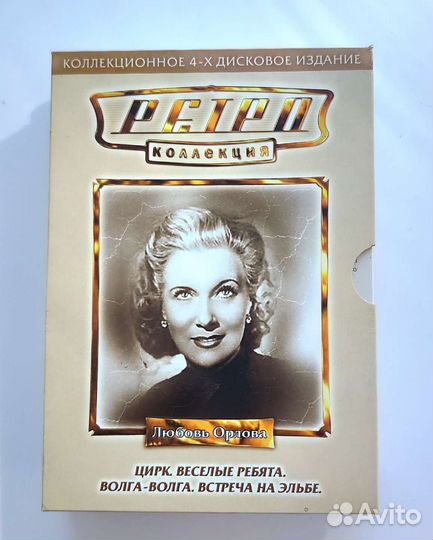 КОЛЛЕКЦИОННОЕ 4-Х ДИСКОВОЕ ИЗДАНИЕ
РЕТРО
КОЛЛЕКЦИЯ
Любовь Орлова
ЦИРК. ВЕСЕЛЫЕ РЕБЯТА.
ВОЛГА-ВОЛГА. ВСТРЕЧА НА ЭЛЬБЕ.
Avito